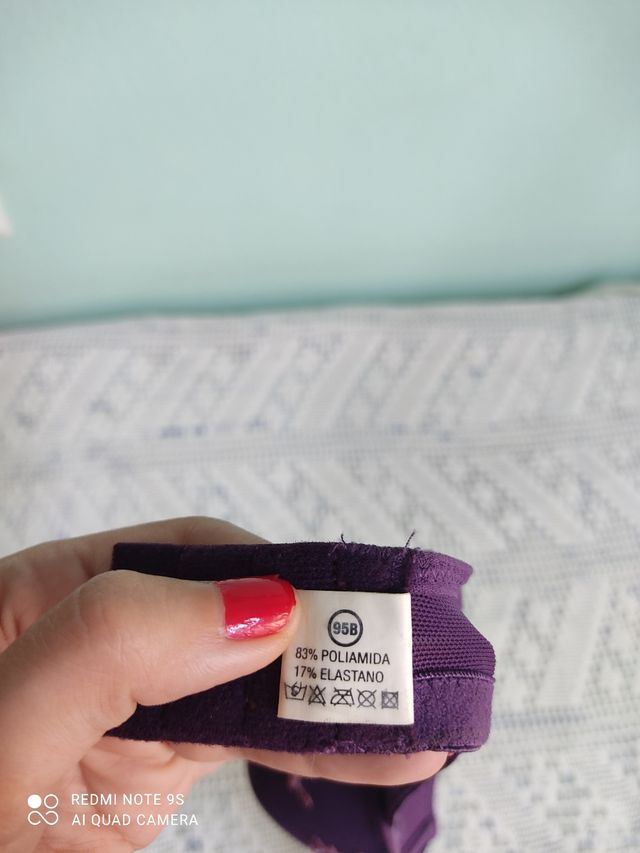 95B
83% POLIAMIDA
17% ELASTANO
REDMI NOTE 9S
AI QUAD CAMERA